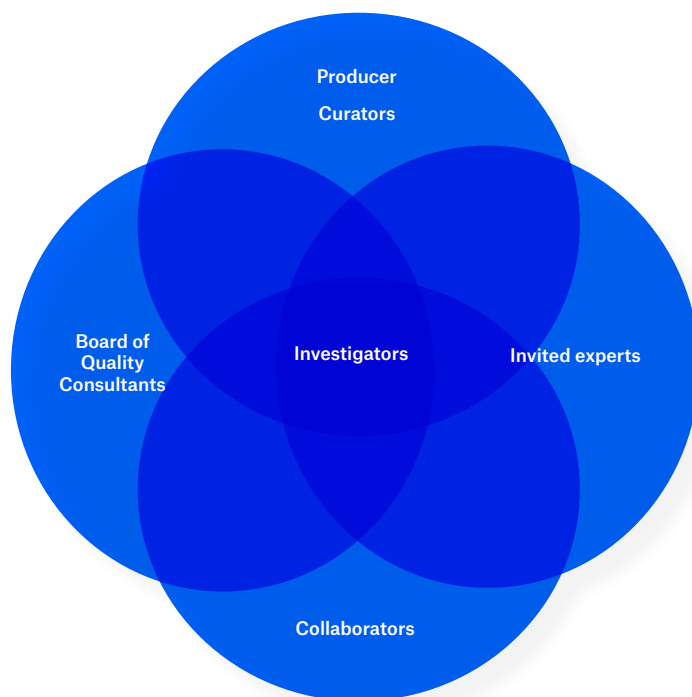 Producer
Curators
Board of
Quality
Consultants
Investigators
Invited experts
Collaborators